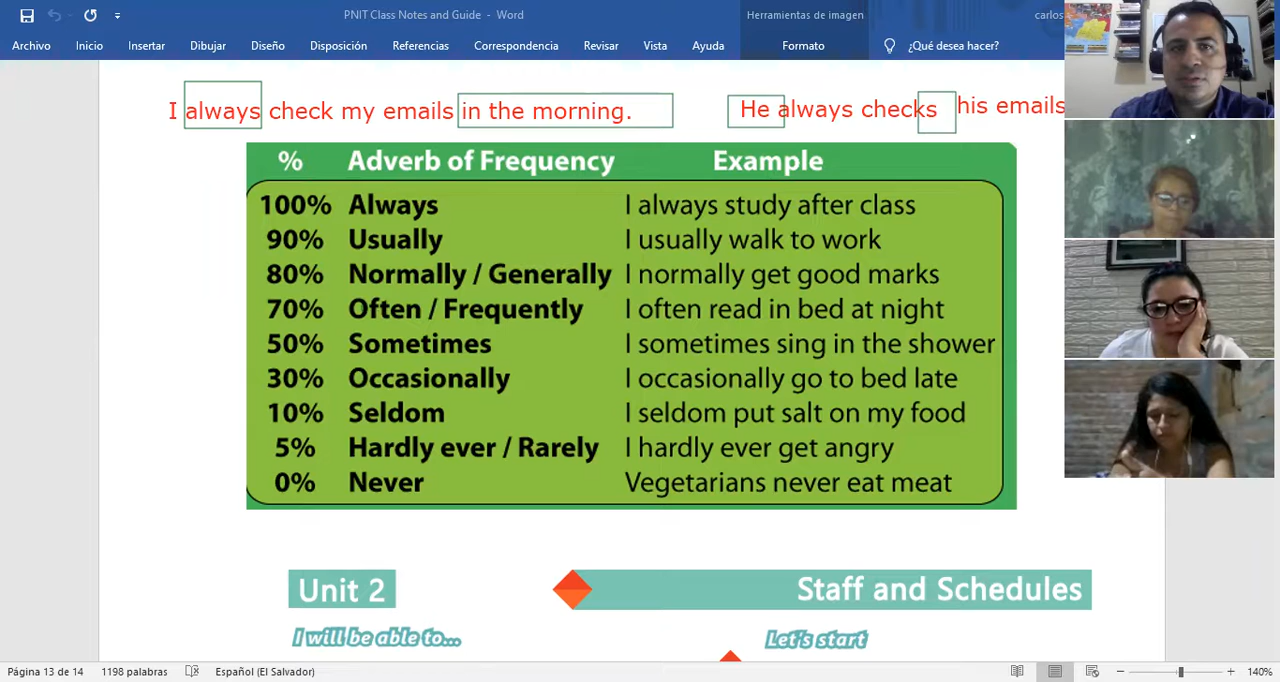 PNIT Class Notes and Guide - Word
Herramientas de imagen
carlos
Archivo Inicio Insertar Dibujar Diseño Disposición Referencias Correspondencia Revisar Vista Ayuda Formato ¿Qué desea hacer?
I always check my emails in the morning. He always checks his emails
% Adverb of Frequency Example
100% Always I always study after class
90% Usually I usually walk to work
80% Normally / Generally I normally get good marks
70% Often / Frequently I often read in bed at night
50% Sometimes I sometimes sing in the shower
30% Occasionally I occasionally go to bed late
10% Seldom I seldom put salt on my food
5% Hardly ever / Rarely I hardly ever get angry
0% Never Vegetarians never eat meat
Unit 2 Staff and Schedules
I will be able to... Let's start
Página 13 de 14 1198 palabras Español (El Salvador) 140%